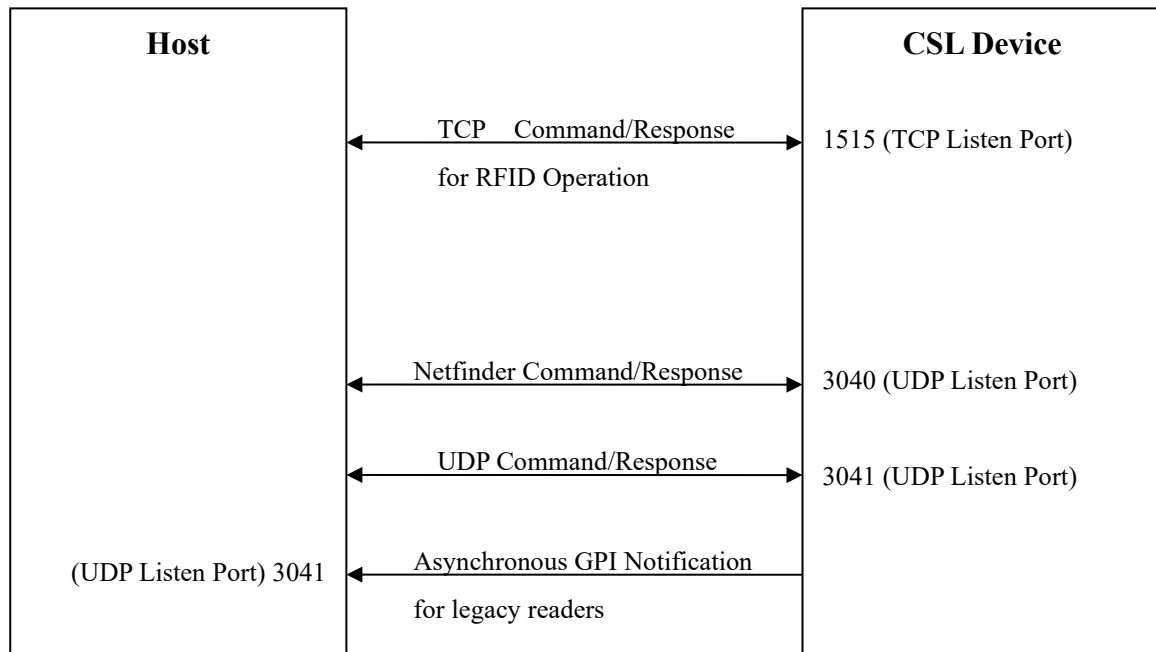 Host
CSL Device
TCP Command/Response
for RFID Operation
1515 (TCP Listen Port)
Netfinder Command/Response
3040 (UDP Listen Port)
UDP Command/Response
3041 (UDP Listen Port)
(UDP Listen Port) 3041
Asynchronous GPI Notification
for legacy readers